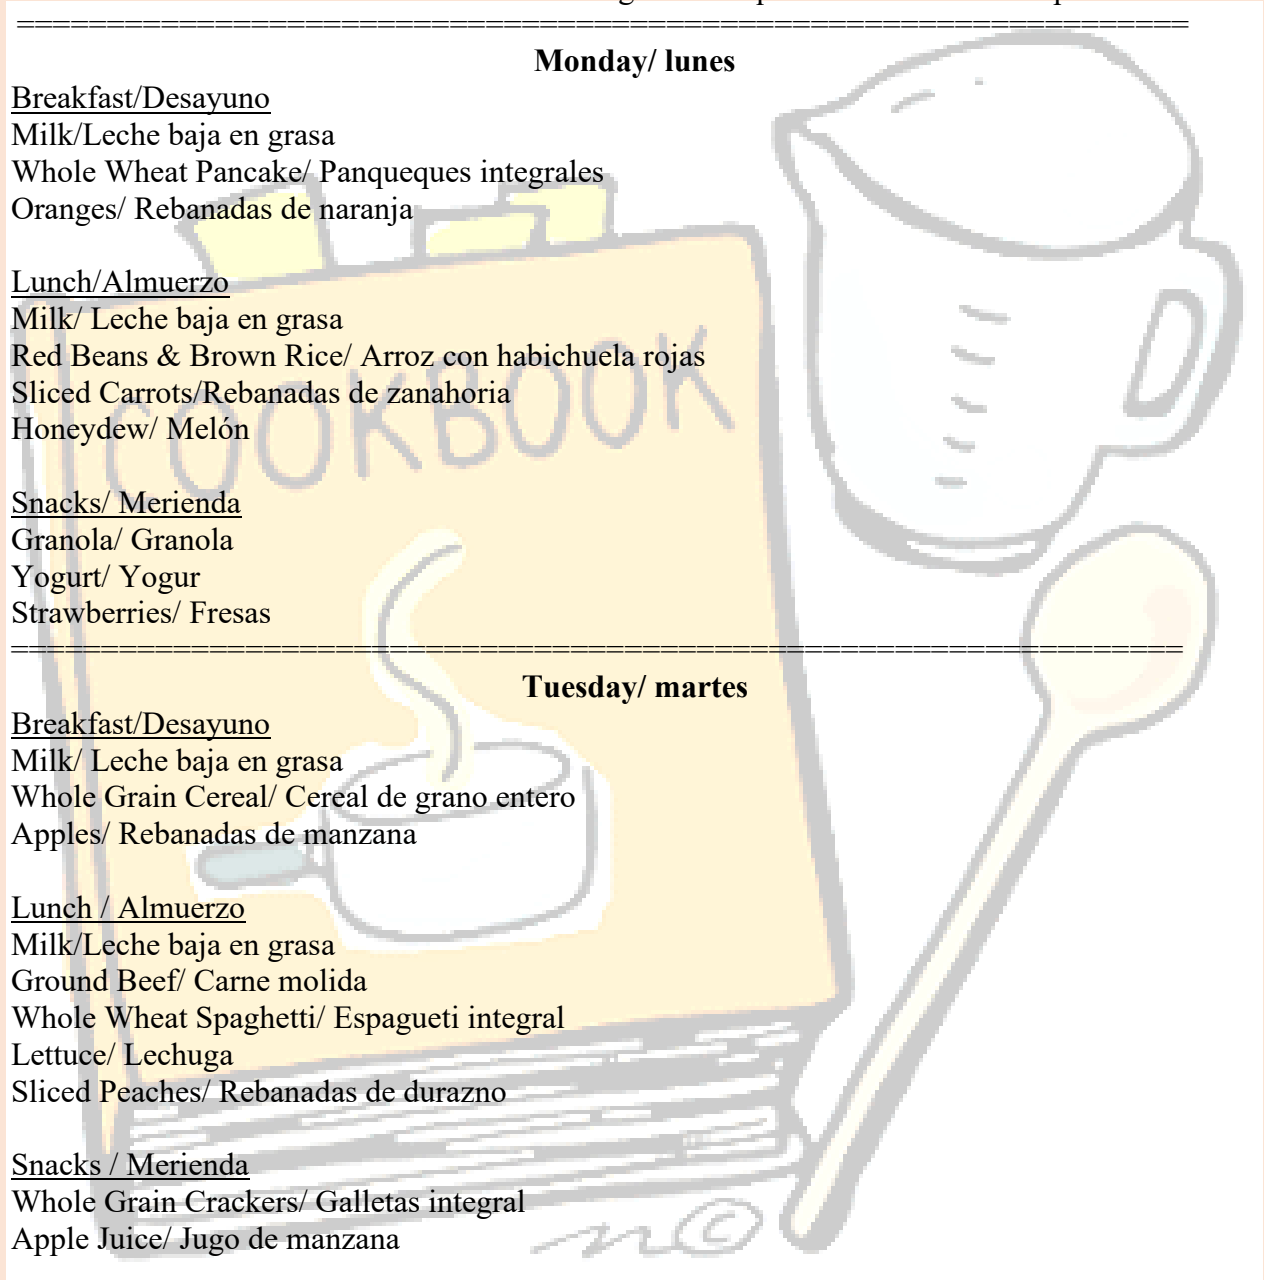 ==================================================================
Monday/ lunes
Breakfast/Desayuno
Milk/Leche baja en grasa
Whole Wheat Pancake/ Panqueques integrales
Oranges/ Rebanadas de naranja
Lunch/Almuerzo
Milk/ Leche baja en grasa
Red Beans & Brown Rice/ Arroz con habichuela rojas
Sliced Carrots/Rebanadas de zanahoria
Honeydew/ Melón
COOKBOOK
Snacks/ Merienda
Granola/ Granola
Yogurt/ Yogur
Strawberries/ Fresas
==================================================================
Tuesday/ martes
Breakfast/Desayuno
Milk/ Leche baja en grasa
Whole Grain Cereal/ Cereal de grano entero
Apples/ Rebanadas de manzana
Lunch / Almuerzo
Milk/Leche baja en grasa
Ground Beef/ Carne molida
Whole Wheat Spaghetti/ Espagueti integral
Lettuce/ Lechuga
Sliced Peaches/ Rebanadas de durazno
Snacks / Merienda
Whole Grain Crackers/ Galletas integral
Apple Juice/ Jugo de manzana
©